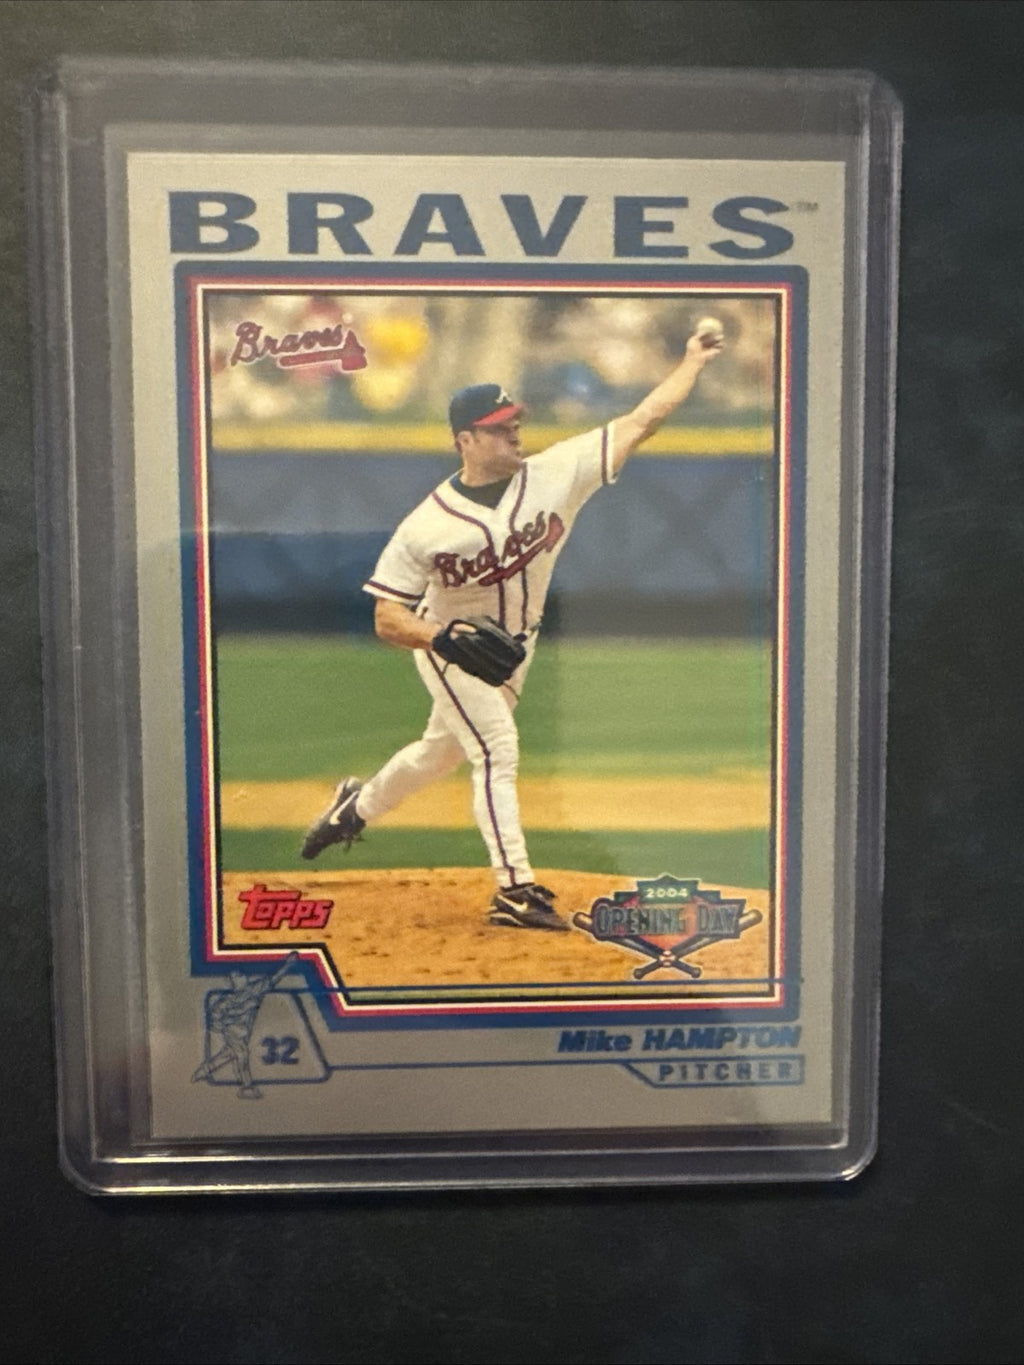 BRAVES™
Braves
Braves
Topps
2004
OPENING DAY
32
Mike HAMPTON
PITCHER